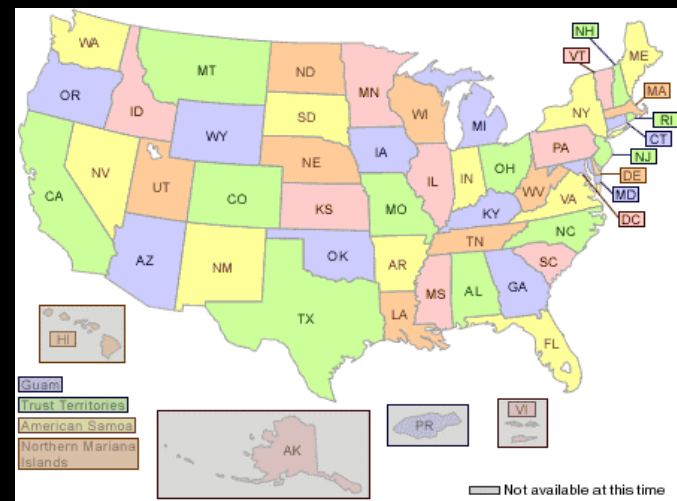 NH
WA
VT
ME
MT
ND
MN
OR
ID
SD
WI
MI
NY
MA
RI
WY
IA
PA
CT
NE
NJ
NV
UT
IL
IN
OH
DE
CO
WV
VA
MD
CA
KS
MO
KY
DC
NC
TN
AZ
NM
OK
AR
SC
MS
AL
GA
TX
LA
HI
FL
Guam
Trust Territories
American Samoa
Northern Mariana
Islands
AK
PR
VI
Not available at this time